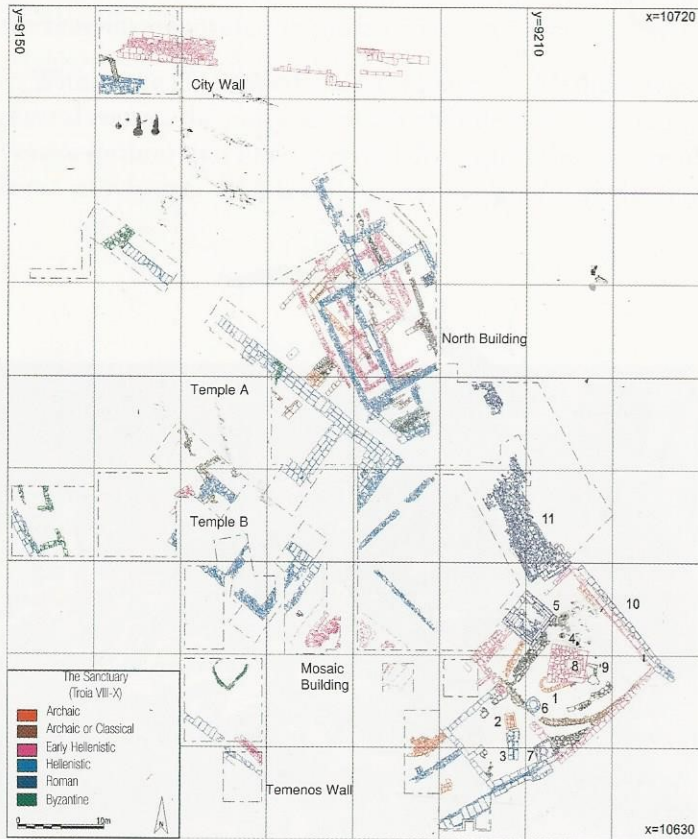 y=9150
y=9210
x=10720
City Wall
North Building
Temple A
Temple B
11
10
5
4
8
9
1
6
2
3
7
Mosaic
Building
Temenos Wall
The Sanctuary
(Troia VIII-X)
Archaic
Archaic or Classical
Early Hellenistic
Hellenistic
Roman
Byzantine
0
10m
N
x=10630